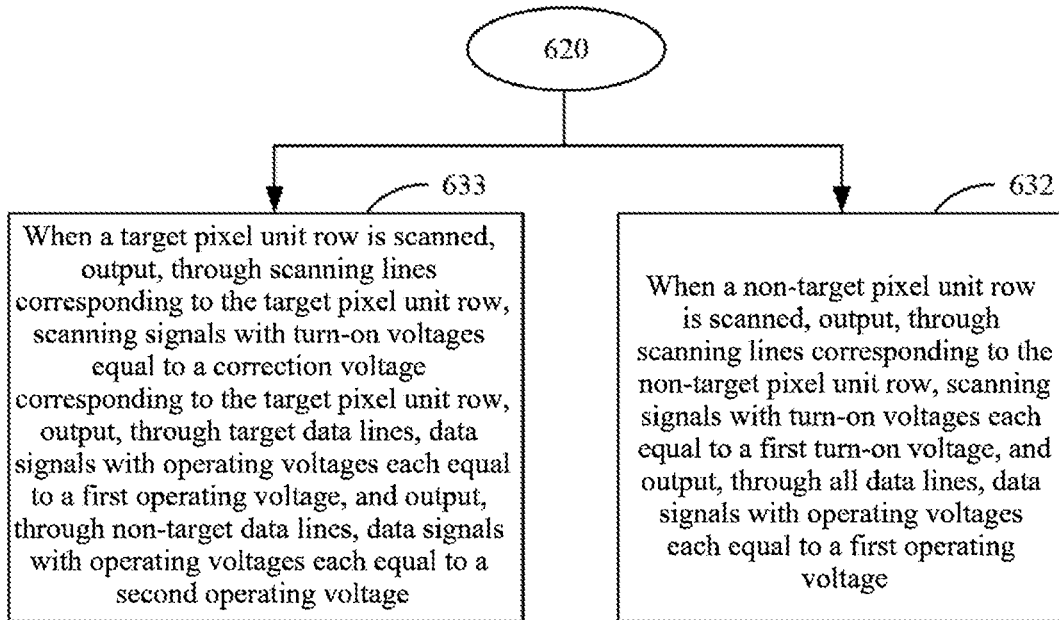 620
633
When a target pixel unit row is scanned,
output, through scanning lines
corresponding to the target pixel unit row,
scanning signals with turn-on voltages
equal to a correction voltage
corresponding to the target pixel unit row,
output, through target data lines, data
signals with operating voltages each equal
to a first operating voltage, and output,
through non-target data lines, data signals
with operating voltages each equal to a
second operating voltage
632
When a non-target pixel unit row
is scanned, output, through
scanning lines corresponding to the
non-target pixel unit row, scanning
signals with turn-on voltages each
equal to a first turn-on voltage, and
output, through all data lines, data
signals with operating voltages
each equal to a first operating
voltage